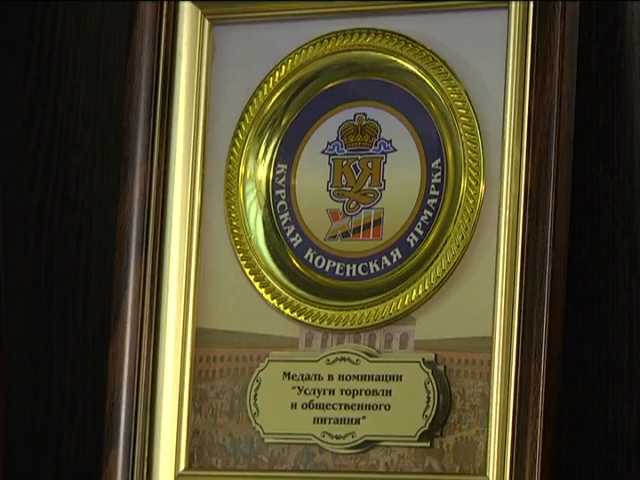 КЯ
XIII
КУРСКАЯ КОРЕНСКАЯ ЯРМАРКА
Медаль в номинации
"Услуги торговли
и общественного
питания"